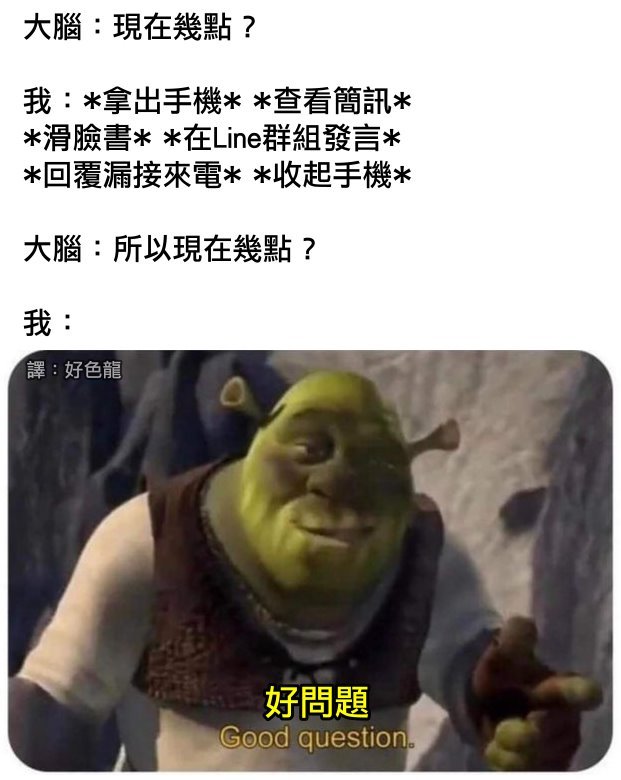 大腦：現在幾點？
我：*拿出手機* *查看簡訊*
*滑臉書* *在Line群組發言*
*回覆漏接來電* *收起手機*
大腦：所以現在幾點？
我：
譯：好色龍
好問題
Good question.